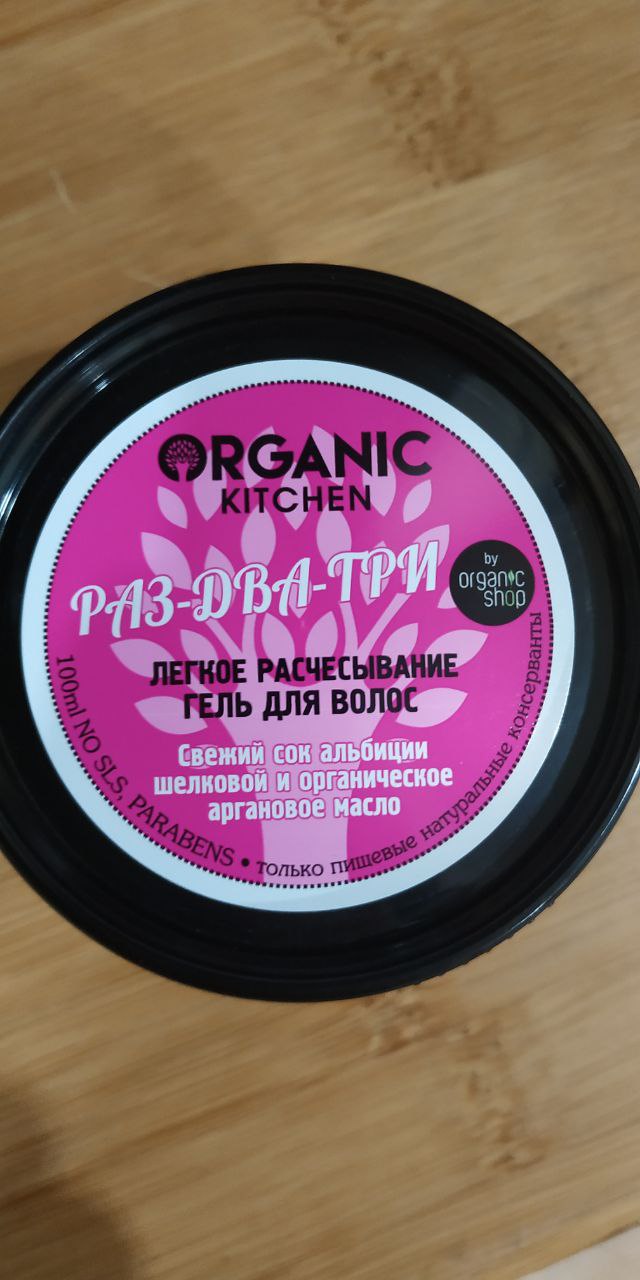 ORGANIC
KITCHEN
РАЗ-ДВА-ТРИ
by
organic
shop
ЛЕГКОЕ РАСЧЕСЫВАНИЕ
ГЕЛЬ ДЛЯ ВОЛОС
Свежий сок альбиции
шелковой и органическое
аргановое масло
100ml NO SLS, PARABENS • только пищевые натуральные консерванты